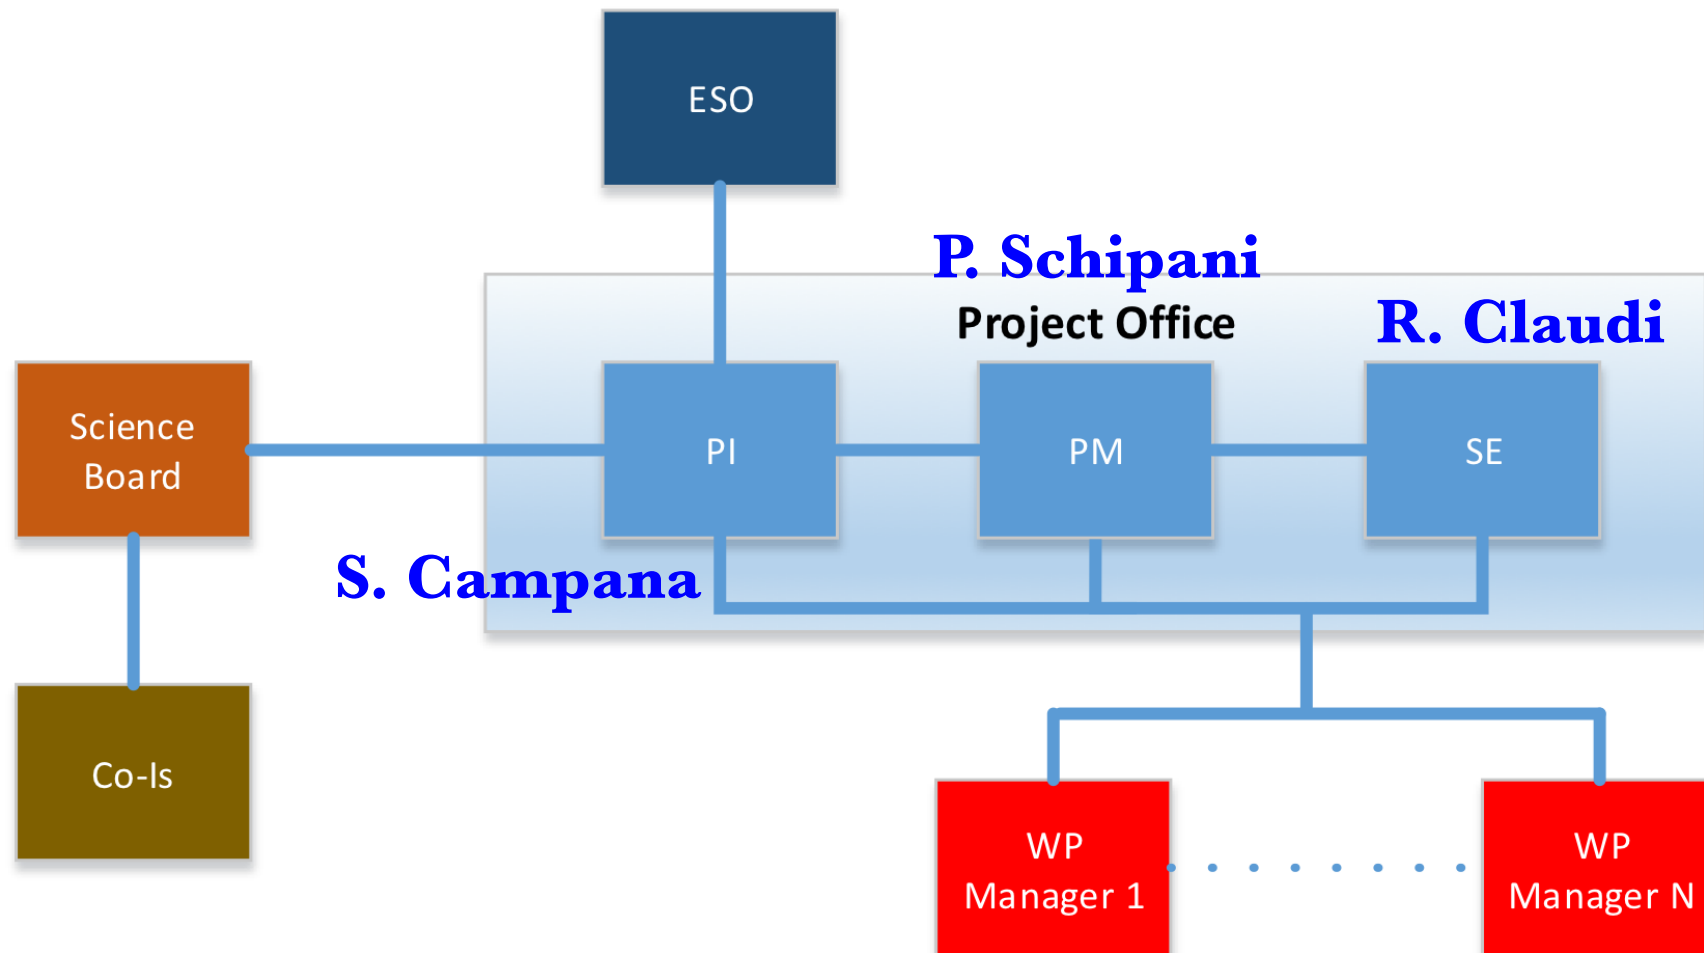 ESO
P. Schipani
Project Office
R. Claudi
Science
Board
PI
PM
SE
S. Campana
Co-Is
WP
Manager 1
WP
Manager N